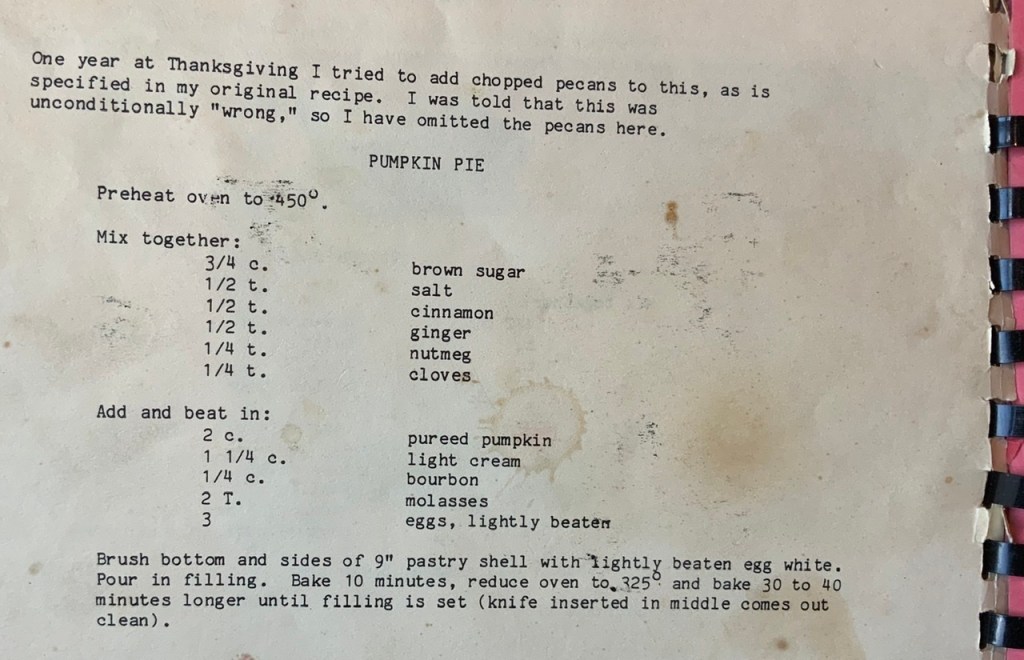 One year at Thanksgiving I tried to add chopped pecans to this, as is
specified in my original recipe.  I was told that this was
unconditionally "wrong," so I have omitted the pecans here.
PUMPKIN PIE
Preheat oven to 450°.
Mix together:
3/4 c. brown sugar
1/2 t. salt
1/2 t. cinnamon
1/2 t. ginger
1/4 t. nutmeg
1/4 t. cloves
Add and beat in:
2 c. pureed pumpkin
1 1/4 c. light cream
1/4 c. bourbon
2 T. molasses
3 eggs, lightly beaten
Brush bottom and sides of 9" pastry shell with lightly beaten egg white.
Pour in filling.  Bake 10 minutes, reduce oven to 325° and bake 30 to 40
minutes longer until filling is set (knife inserted in middle comes out
clean).